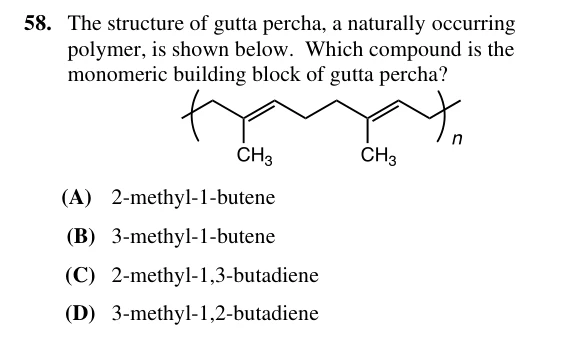 58. The structure of gutta percha, a naturally occurring
polymer, is shown below. Which compound is the
monomeric building block of gutta percha?
n
CH₃ CH₃
(A) 2-methyl-1-butene
(B) 3-methyl-1-butene
(C) 2-methyl-1,3-butadiene
(D) 3-methyl-1,2-butadiene